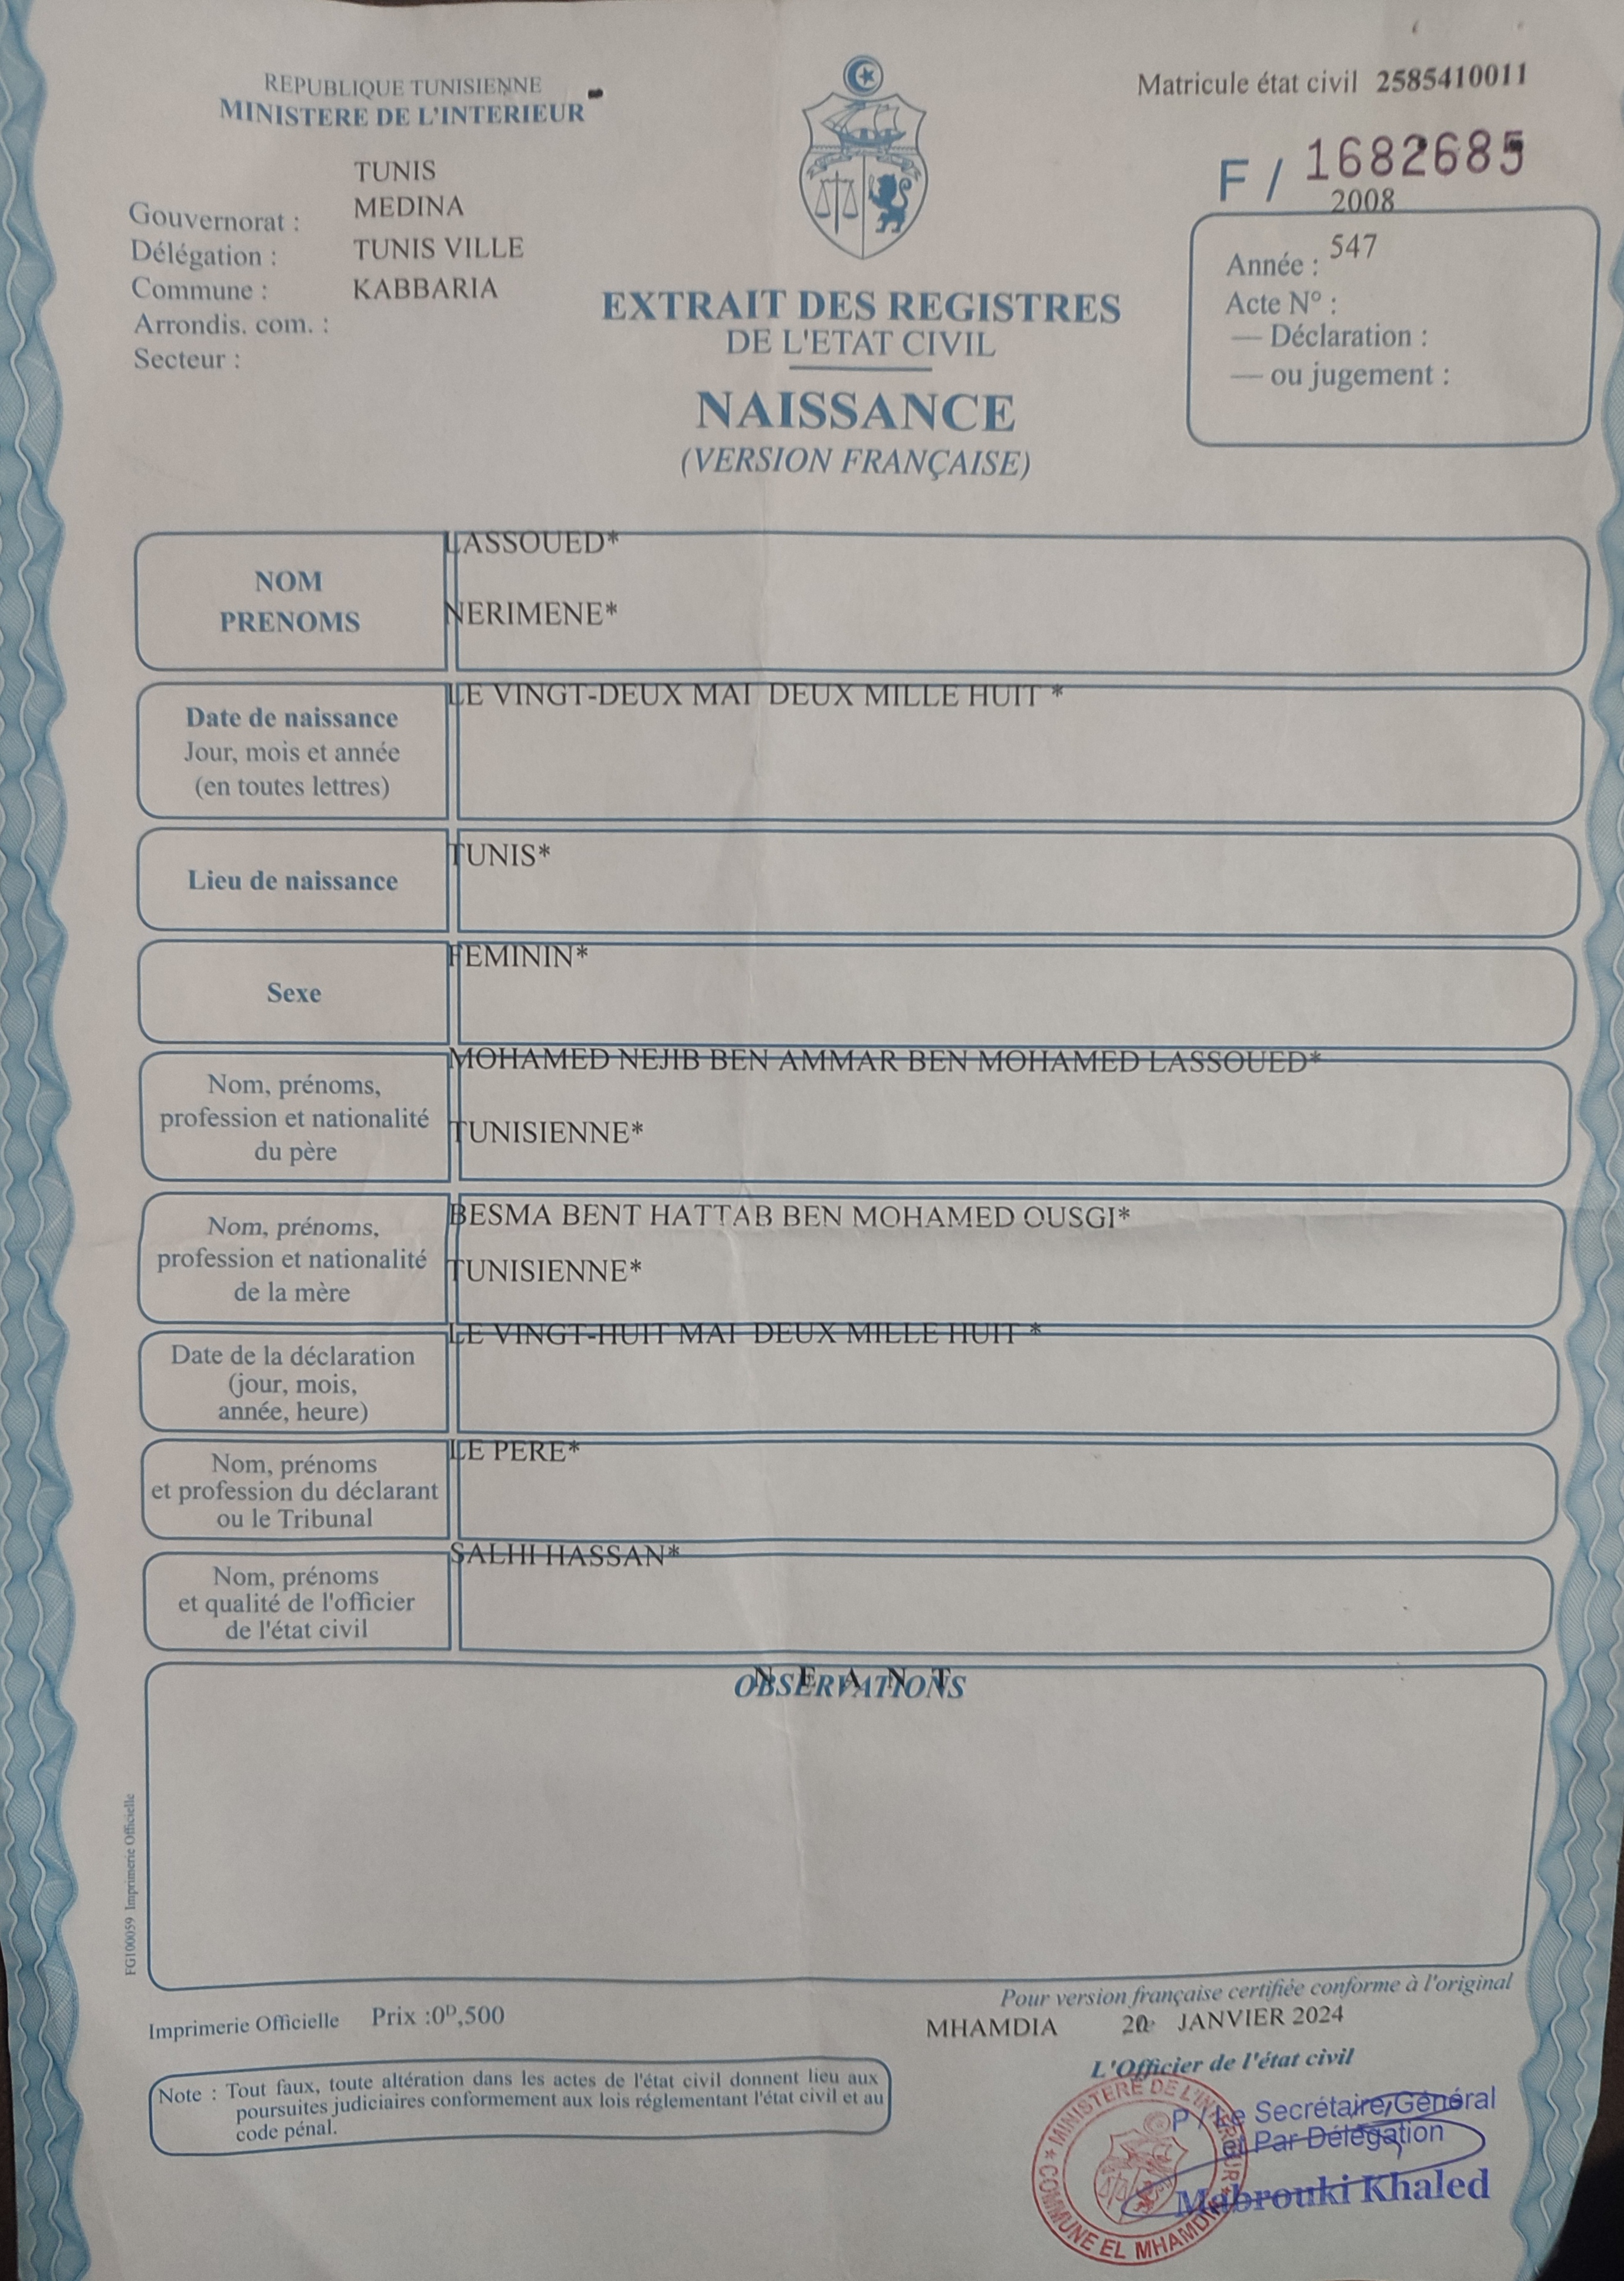 REPUBLIQUE TUNISIENNE
MINISTERE DE L'INTERIEUR
Matricule état civil 2585410011
F / 1682685
TUNIS
Gouvernorat : MEDINA
Délégation : TUNIS VILLE
Commune : KABBARIA
Arrondis. com. :
Secteur :
2008
Année : 547
Acte N° :
— Déclaration :
— ou jugement :
EXTRAIT DES REGISTRES
DE L'ETAT CIVIL
NAISSANCE
(VERSION FRANÇAISE)
NOM
PRENOMS
LASSOUED*
NERIMENE*
Date de naissance
Jour, mois et année
(en toutes lettres)
LE VINGT-DEUX MAI DEUX MILLE HUIT *
Lieu de naissance
TUNIS*
Sexe
FEMININ*
Nom, prénoms,
profession et nationalité
du père
MOHAMED NEJIB BEN AMMAR BEN MOHAMED LASSOUED*
TUNISIENNE*
Nom, prénoms,
profession et nationalité
de la mère
BESMA BENT HATTAB BEN MOHAMED OUSGI*
TUNISIENNE*
Date de la déclaration
(jour, mois,
année, heure)
LE VINGT-HUIT MAI DEUX MILLE HUIT *
Nom, prénoms
et profession du déclarant
ou le Tribunal
LE PERE*
Nom, prénoms
et qualité de l'officier
de l'état civil
SALHI HASSAN*
OBSERVATIONS
N E A N T
FG100059 Imprimerie Officielle
Imprimerie Officielle Prix :0ᴰ,500
Pour version française certifiée conforme à l'original
MHAMDIA JANVIER 2024
L'Officier de l'état civil
Note : Tout faux, toute altération dans les actes de l'état civil donnent lieu aux
poursuites judiciaires conformement aux lois réglementant l'état civil et au
code pénal.
P / Le Secrétaire Général
et Par Délégation
Mabrouki Khaled
* MINISTERE DE L'INTERIEUR *
COMMUNE EL MHAMDIA